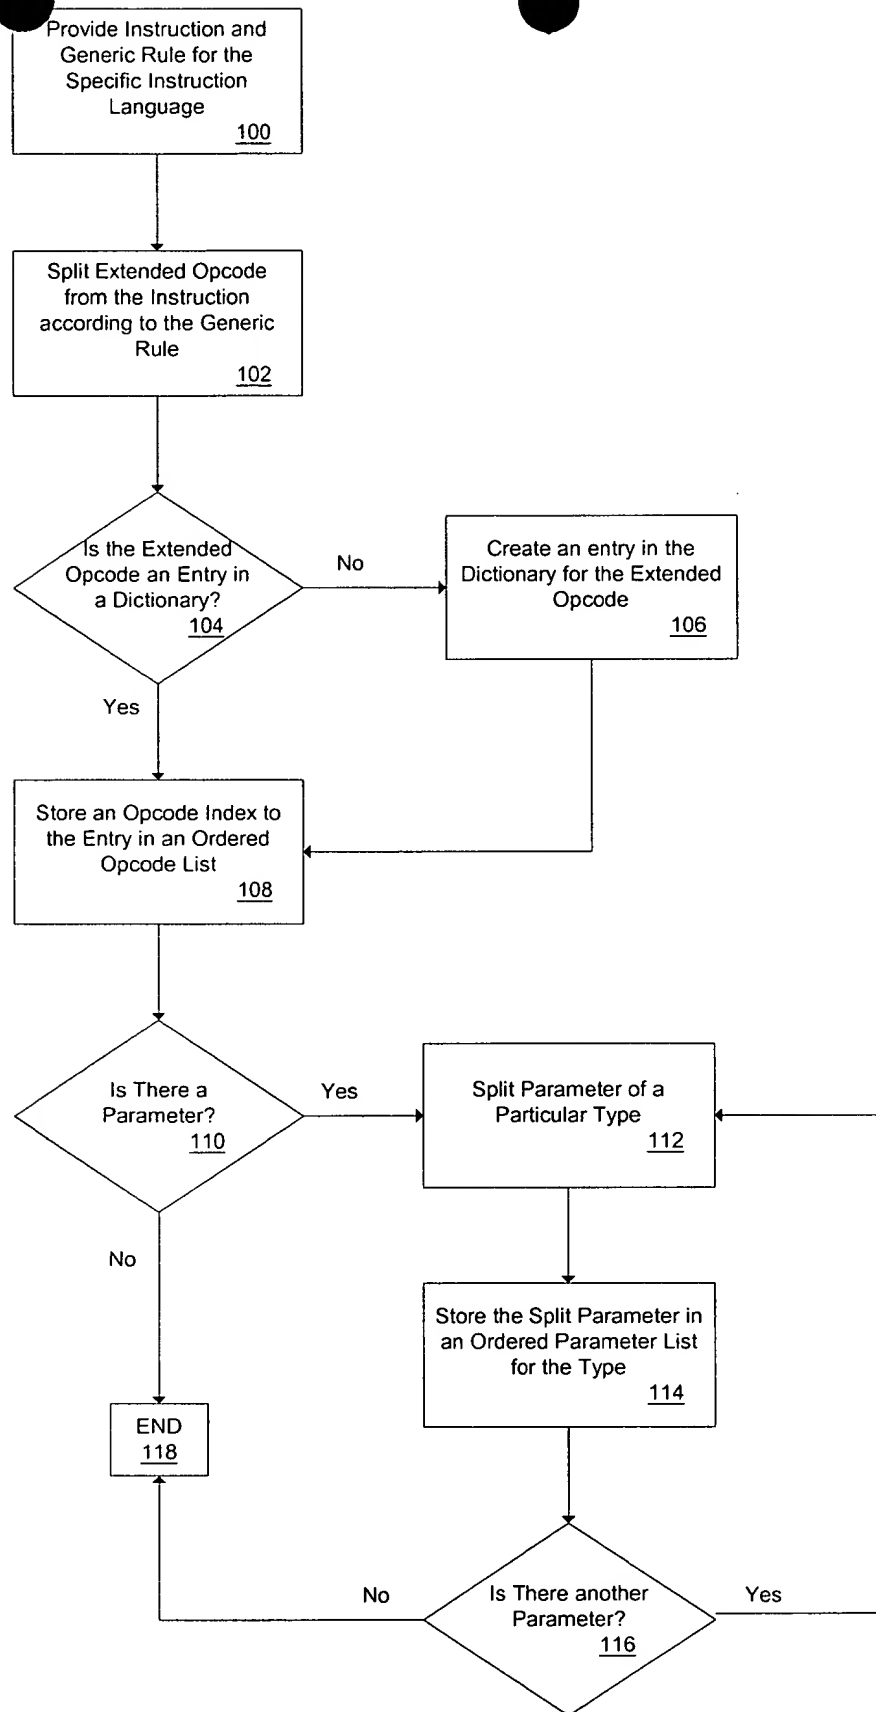 Provide Instruction and
Generic Rule for the
Specific Instruction
Language
100
Split Extended Opcode
from the Instruction
according to the Generic
Rule
102
Is the Extended
Opcode an Entry in
a Dictionary?
104
No
Create an entry in the
Dictionary for the Extended
Opcode
106
Yes
Store an Opcode Index to
the Entry in an Ordered
Opcode List
108
Is There a
Parameter?
110
Yes
Split Parameter of a
Particular Type
112
No
Store the Split Parameter in
an Ordered Parameter List
for the Type
114
END
118
Is There another
Parameter?
116
No
Yes